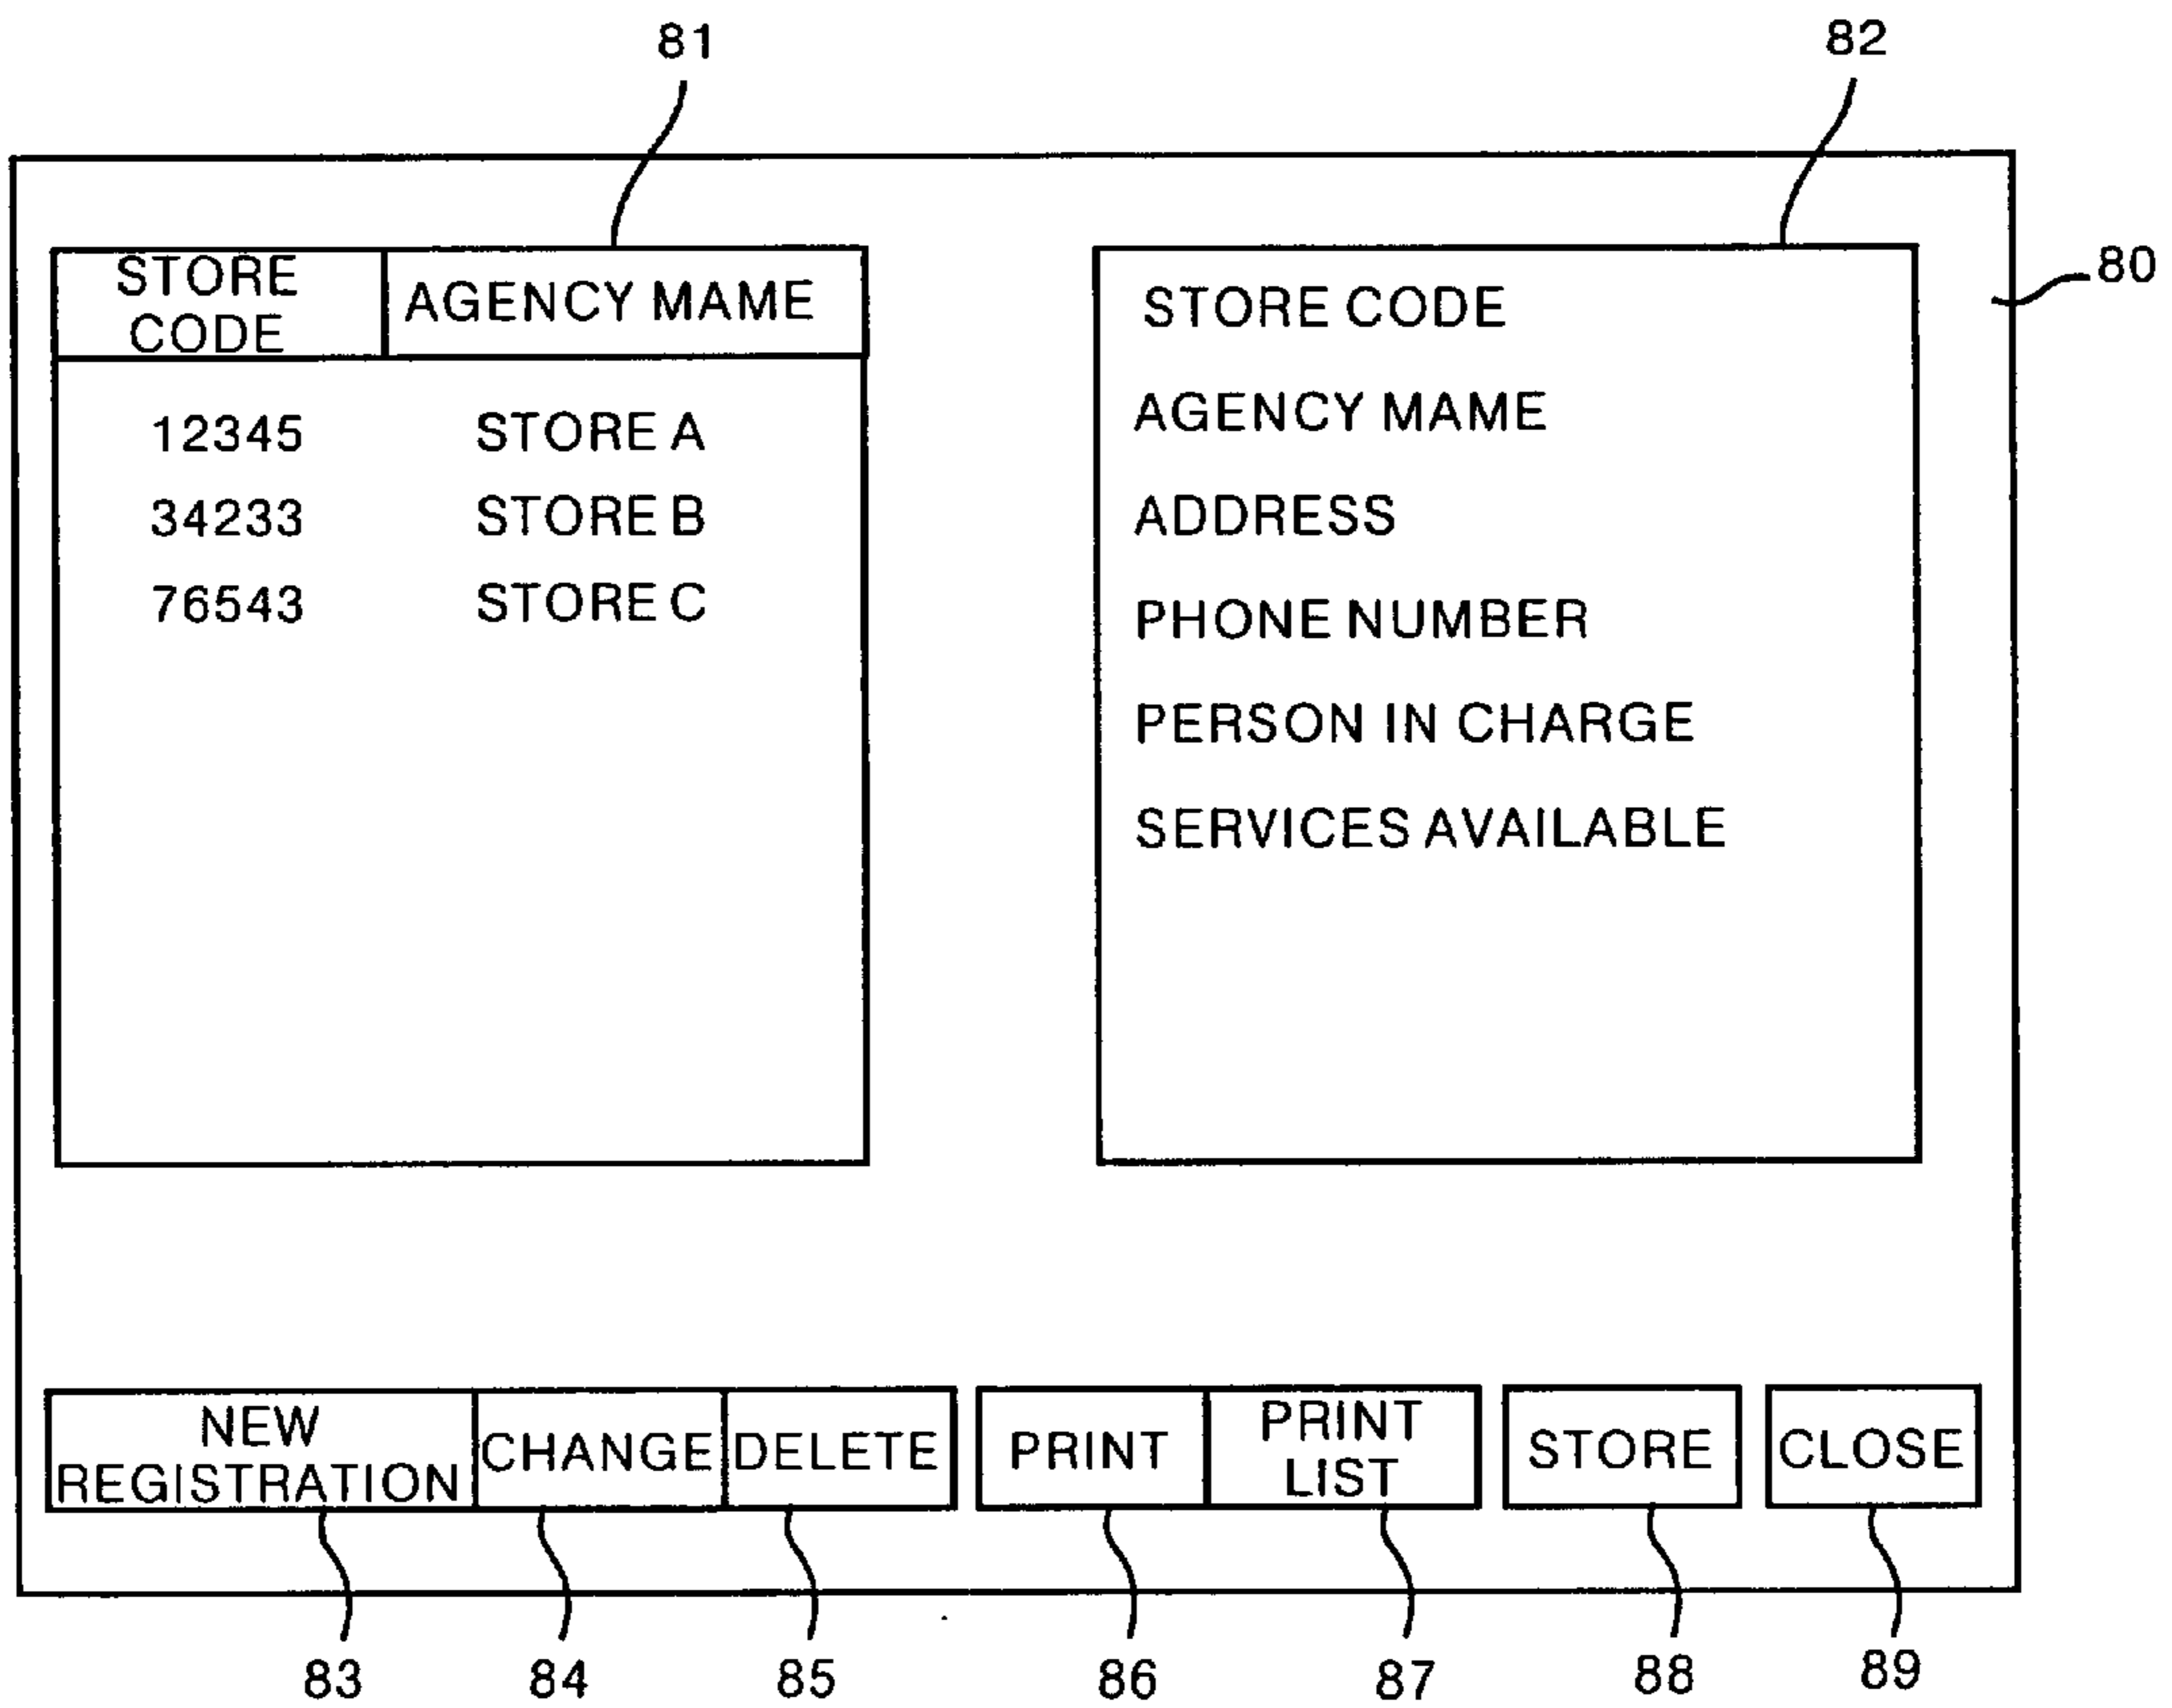 81
82
80
STORE
CODE
AGENCY MAME
12345 STORE A
34233 STORE B
76543 STORE C
STORE CODE
AGENCY MAME
ADDRESS
PHONE NUMBER
PERSON IN CHARGE
SERVICES AVAILABLE
NEW
REGISTRATION
CHANGE
DELETE
PRINT
PRINT
LIST
STORE
CLOSE
83
84
85
86
87
88
89